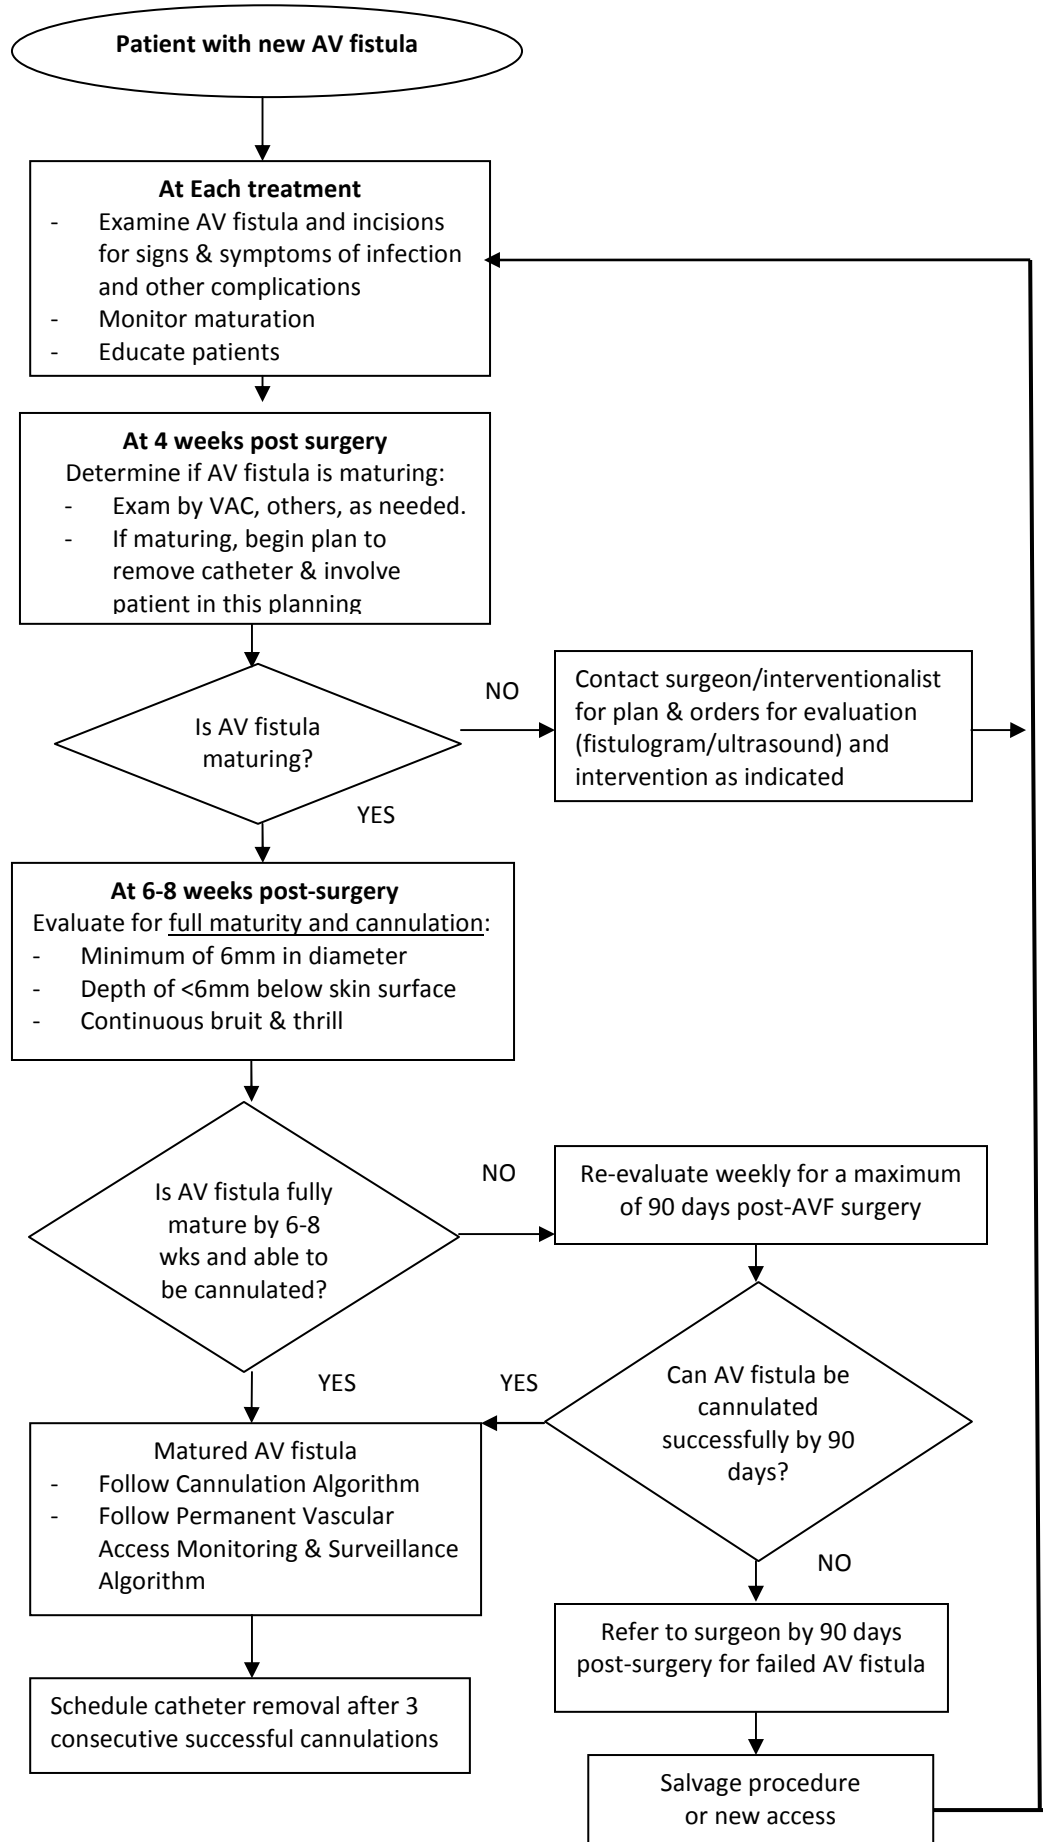 Patient with new AV fistula
At Each treatment
- Examine AV fistula and incisions
for signs & symptoms of infection
and other complications
- Monitor maturation
- Educate patients
At 4 weeks post surgery
Determine if AV fistula is maturing:
- Exam by VAC, others, as needed.
- If maturing, begin plan to
remove catheter & involve
patient in this planning
Is AV fistula
maturing?
NO
Contact surgeon/interventionalist
for plan & orders for evaluation
(fistulogram/ultrasound) and
intervention as indicated
YES
At 6-8 weeks post-surgery
Evaluate for full maturity and cannulation:
- Minimum of 6mm in diameter
- Depth of <6mm below skin surface
- Continuous bruit & thrill
Is AV fistula fully
mature by 6-8
wks and able to
be cannulated?
NO
Re-evaluate weekly for a maximum
of 90 days post-AVF surgery
YES
Can AV fistula be
cannulated
successfully by 90
days?
YES
Matured AV fistula
- Follow Cannulation Algorithm
- Follow Permanent Vascular
Access Monitoring & Surveillance
Algorithm
NO
Refer to surgeon by 90 days
post-surgery for failed AV fistula
Schedule catheter removal after 3
consecutive successful cannulations
Salvage procedure
or new access